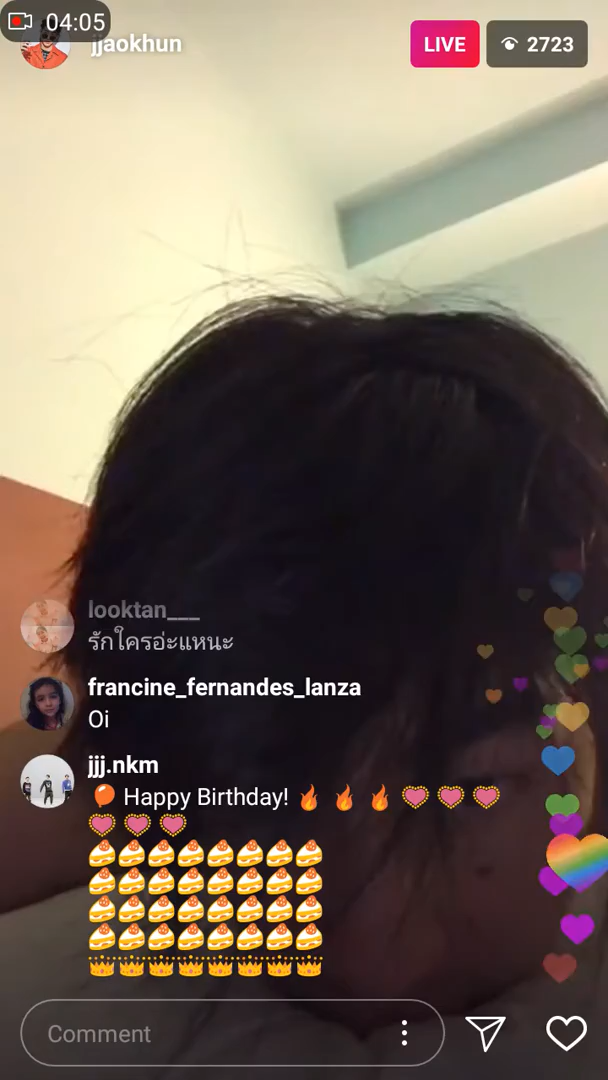 04:05
jjaokhun
LIVE
2723
looktan___
รักใครอ่ะแหนะ
francine_fernandes_lanza
Oi
jjj.nkm
🎈 Happy Birthday! 🔥 🔥 🔥 💟 💟 💟
💟 💟 💟
🍰🍰🍰🍰🍰🍰🍰🍰
🍰🍰🍰🍰🍰🍰🍰🍰
🍰🍰🍰🍰🍰🍰🍰🍰
🍰🍰🍰🍰🍰🍰🍰🍰
👑👑👑👑👑👑👑👑
Comment